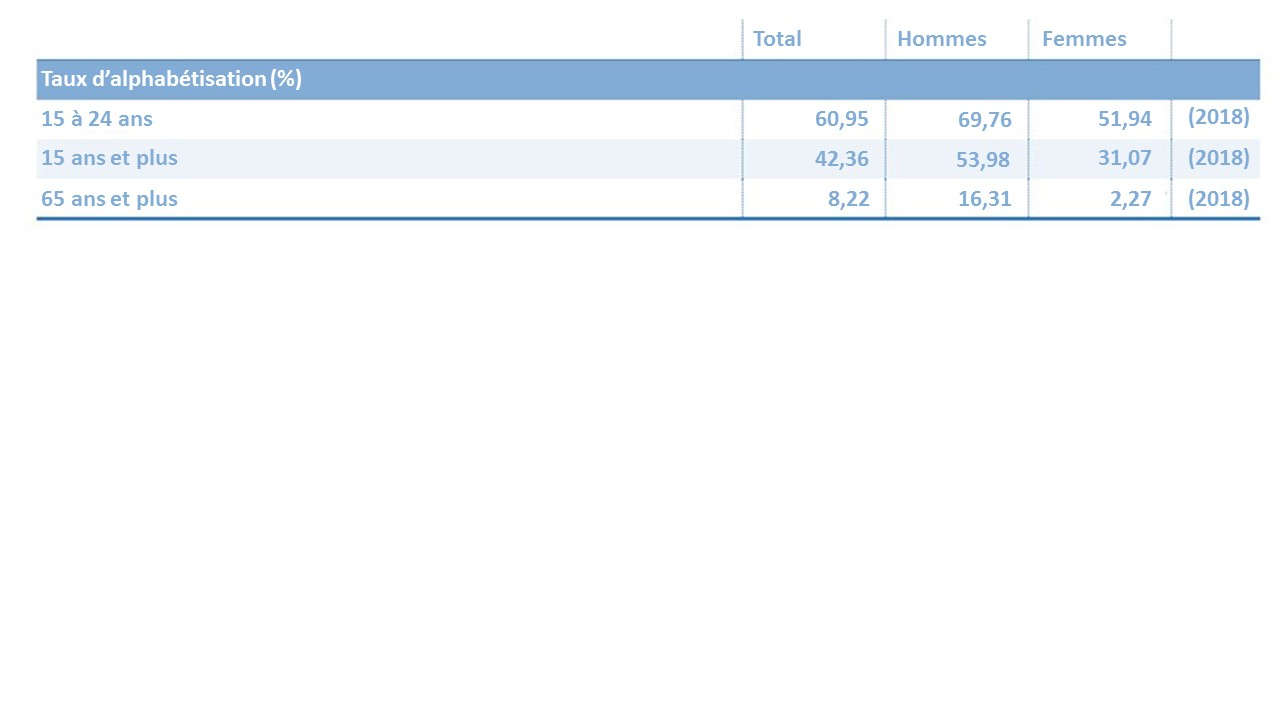 Total Hommes Femmes
Taux d’alphabétisation (%)
15 à 24 ans 60,95 69,76 51,94 (2018)
15 ans et plus 42,36 53,98 31,07 (2018)
65 ans et plus 8,22 16,31 2,27 (2018)